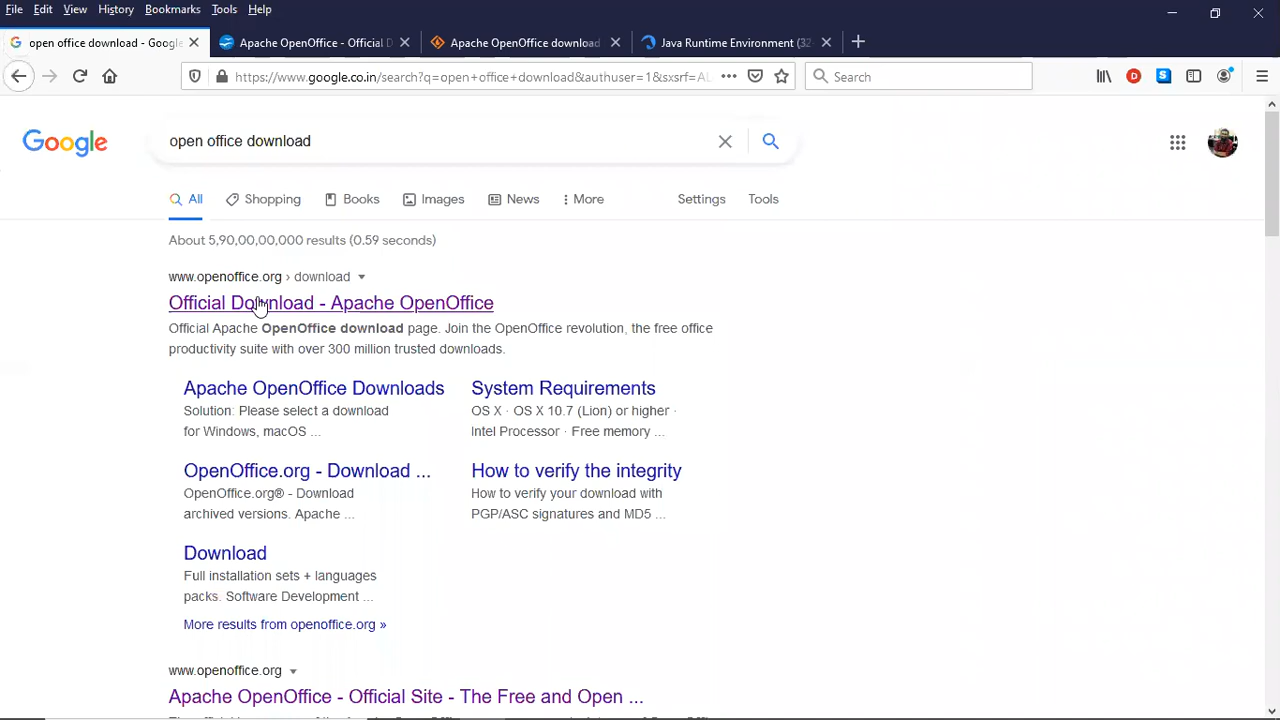 File Edit View History Bookmarks Tools Help
open office download - Google
Apache OpenOffice - Official D
Apache OpenOffice download
Java Runtime Environment (32-
https://www.google.co.in/search?q=open+office+download&authuser=1&sxsrf=AL
Search
Google
open office download
All Shopping Books Images News More Settings Tools
About 5,90,00,00,000 results (0.59 seconds)
www.openoffice.org › download
Official Download - Apache OpenOffice
Official Apache OpenOffice download page. Join the OpenOffice revolution, the free office
productivity suite with over 300 million trusted downloads.
Apache OpenOffice Downloads
Solution: Please select a download
for Windows, macOS ...
System Requirements
OS X · OS X 10.7 (Lion) or higher ·
Intel Processor · Free memory ...
OpenOffice.org - Download ...
OpenOffice.org® - Download
archived versions. Apache ...
How to verify the integrity
How to verify your download with
PGP/ASC signatures and MD5 ...
Download
Full installation sets + languages
packs. Software Development ...
More results from openoffice.org »
www.openoffice.org
Apache OpenOffice - Official Site - The Free and Open ...